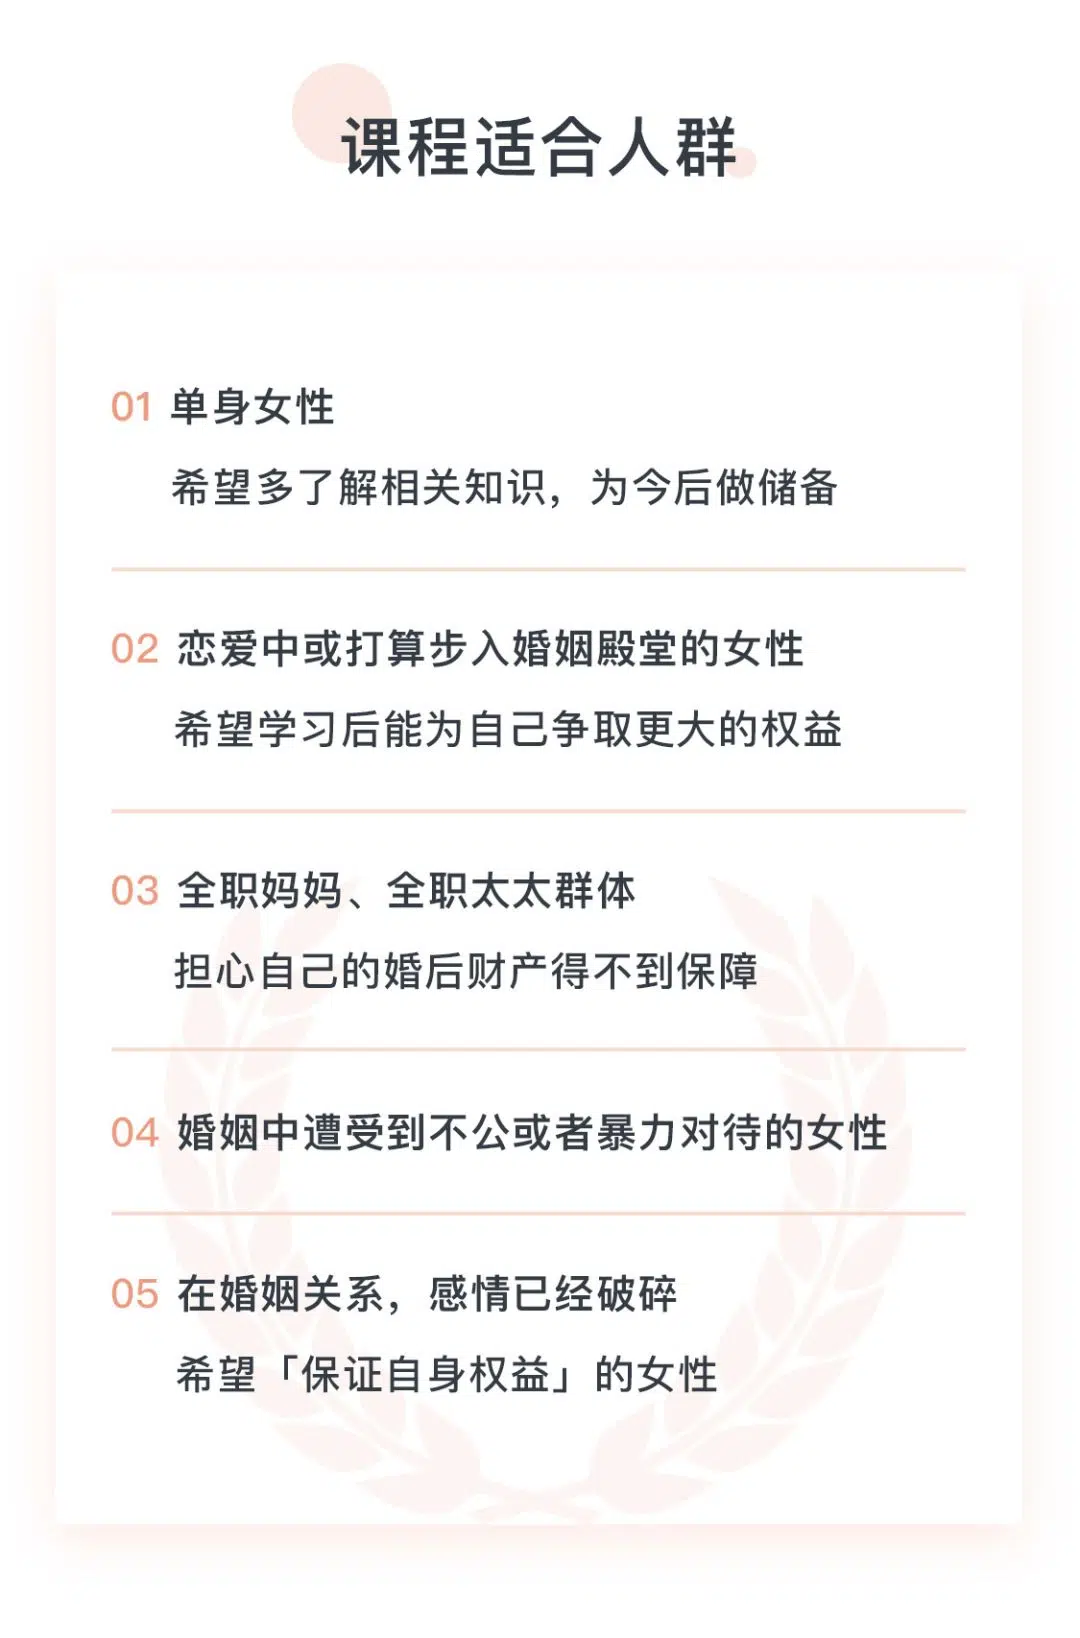 课程适合人群
01 单身女性
希望多了解相关知识，为今后做储备
02 恋爱中或打算步入婚姻殿堂的女性
希望学习后能为自己争取更大的权益
03 全职妈妈、全职太太群体
担心自己的婚后财产得不到保障
04 婚姻中遭受到不公或者暴力对待的女性
05 在婚姻关系，感情已经破碎
希望「保证自身权益」的女性